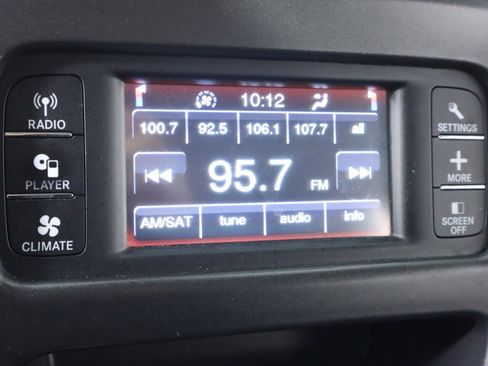 RADIO
PLAYER
CLIMATE
10:12
100.7 92.5 106.1 107.7 all
95.7 FM
AM/SAT tune audio info
SETTINGS
MORE
SCREEN
OFF